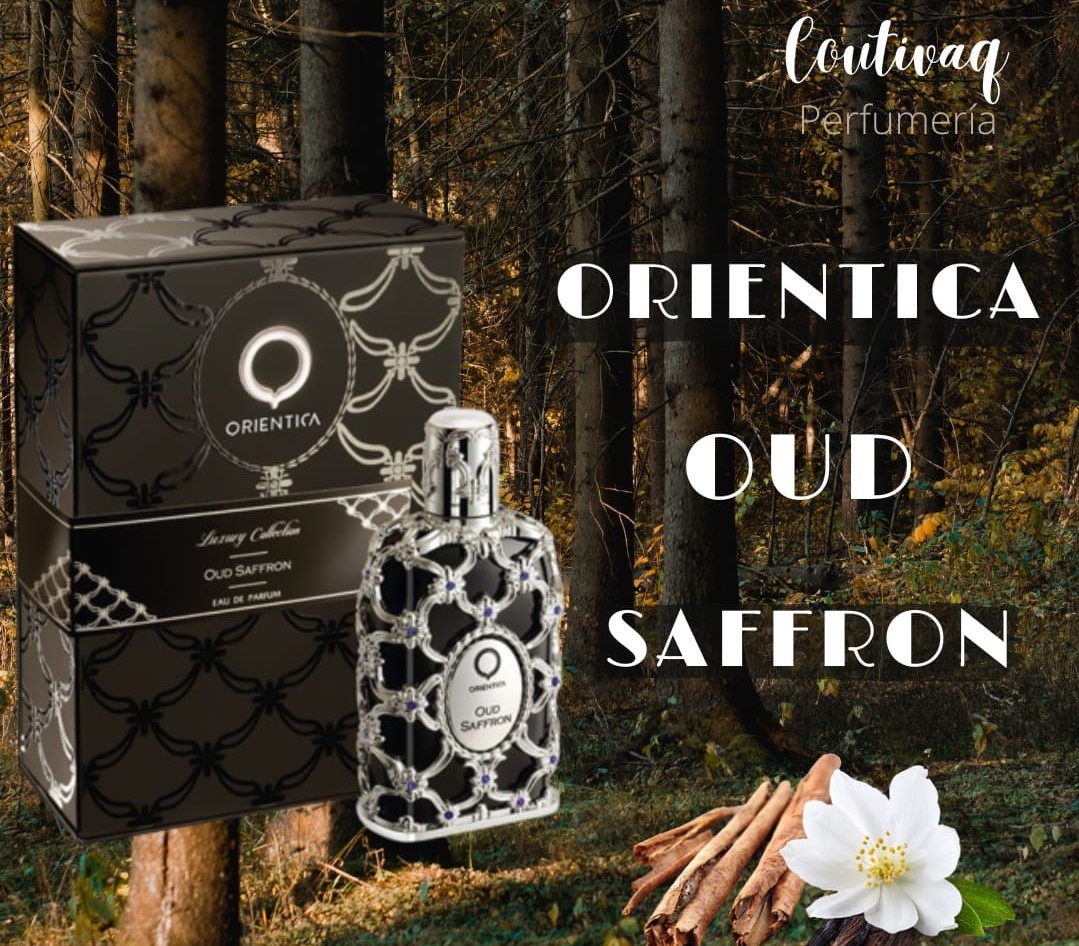 Coutivaq
Perfumería
ORIENTICA
OUD
SAFFRON
ORIENTICA
Luxury Collection
OUD SAFFRON
EAU DE PARFUM
ORIENTICA
OUD
SAFFRON